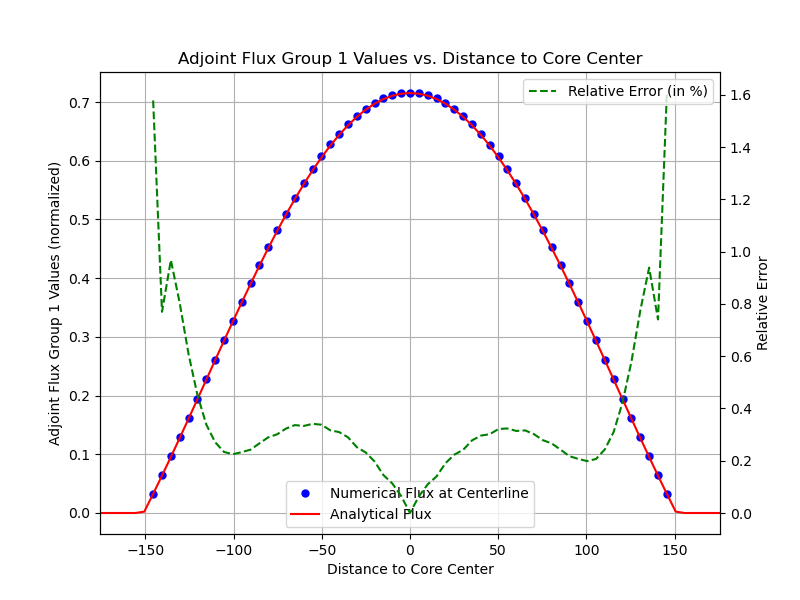 Adjoint Flux Group 1 Values vs. Distance to Core Center
Adjoint Flux Group 1 Values (normalized)
0.7
0.6
0.5
0.4
0.3
0.2
0.1
0.0
Relative Error (in %)
Numerical Flux at Centerline
Analytical Flux
1.6
1.4
1.2
1.0
0.8
0.6
0.4
0.2
0.0
Relative Error
−150 −100 −50 0 50 100 150
Distance to Core Center